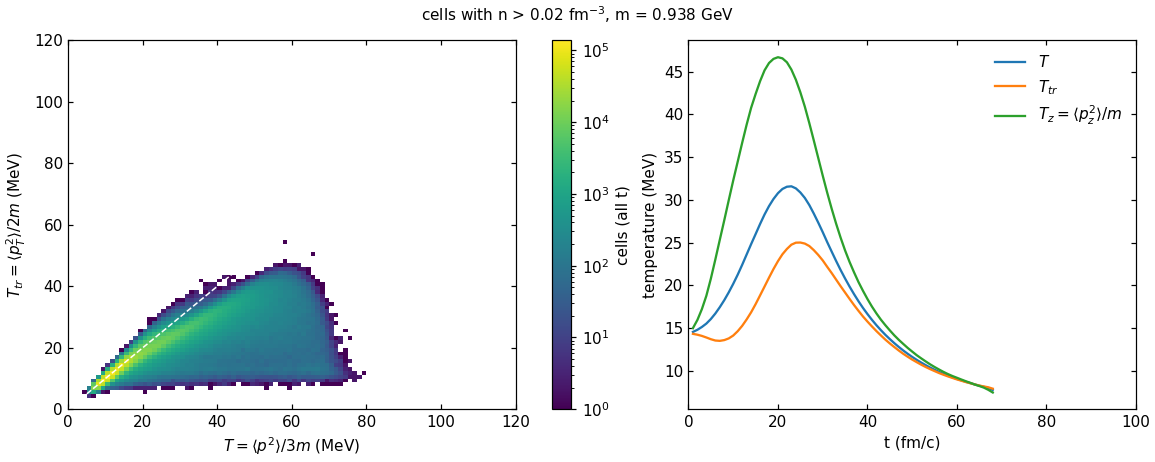 cells with n > 0.02 fm⁻³, m = 0.938 GeV
120
100
80
60
40
20
0
T_tr = ⟨p_T²⟩/2m (MeV)
0 20 40 60 80 100 120
T = ⟨p²⟩/3m (MeV)
10⁵
10⁴
10³
10²
10¹
10⁰
cells (all t)
45
40
35
30
25
20
15
10
temperature (MeV)
T
T_tr
T_z = ⟨p_z²⟩/m
0 20 40 60 80 100
t (fm/c)